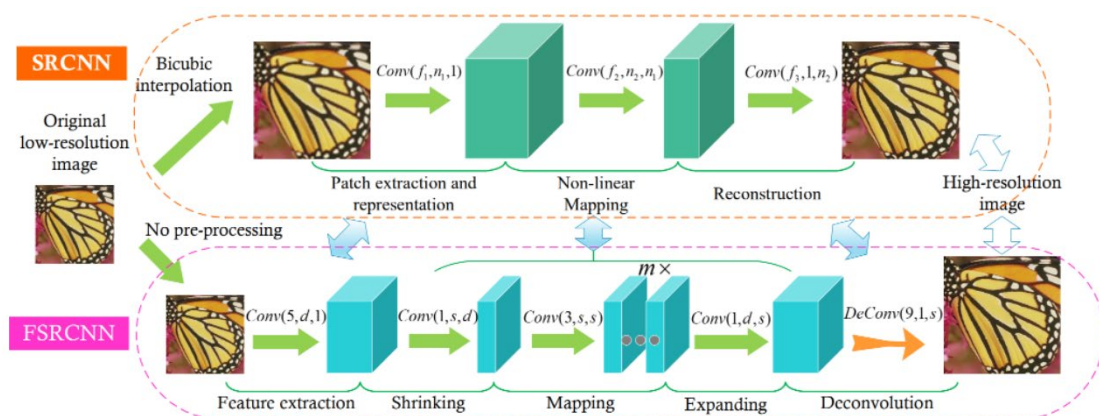 SRCNN
Bicubic
interpolation
Original
low-resolution
image
Conv(f₁,n₁,1)
Conv(f₂,n₂,n₁)
Conv(f₃,1,n₂)
Patch extraction and
representation
Non-linear
Mapping
Reconstruction
High-resolution
image
No pre-processing
FSRCNN
Conv(5,d,1)
Conv(1,s,d)
Conv(3,s,s)
m×
Conv(1,d,s)
DeConv(9,1,s)
Feature extraction
Shrinking
Mapping
Expanding
Deconvolution